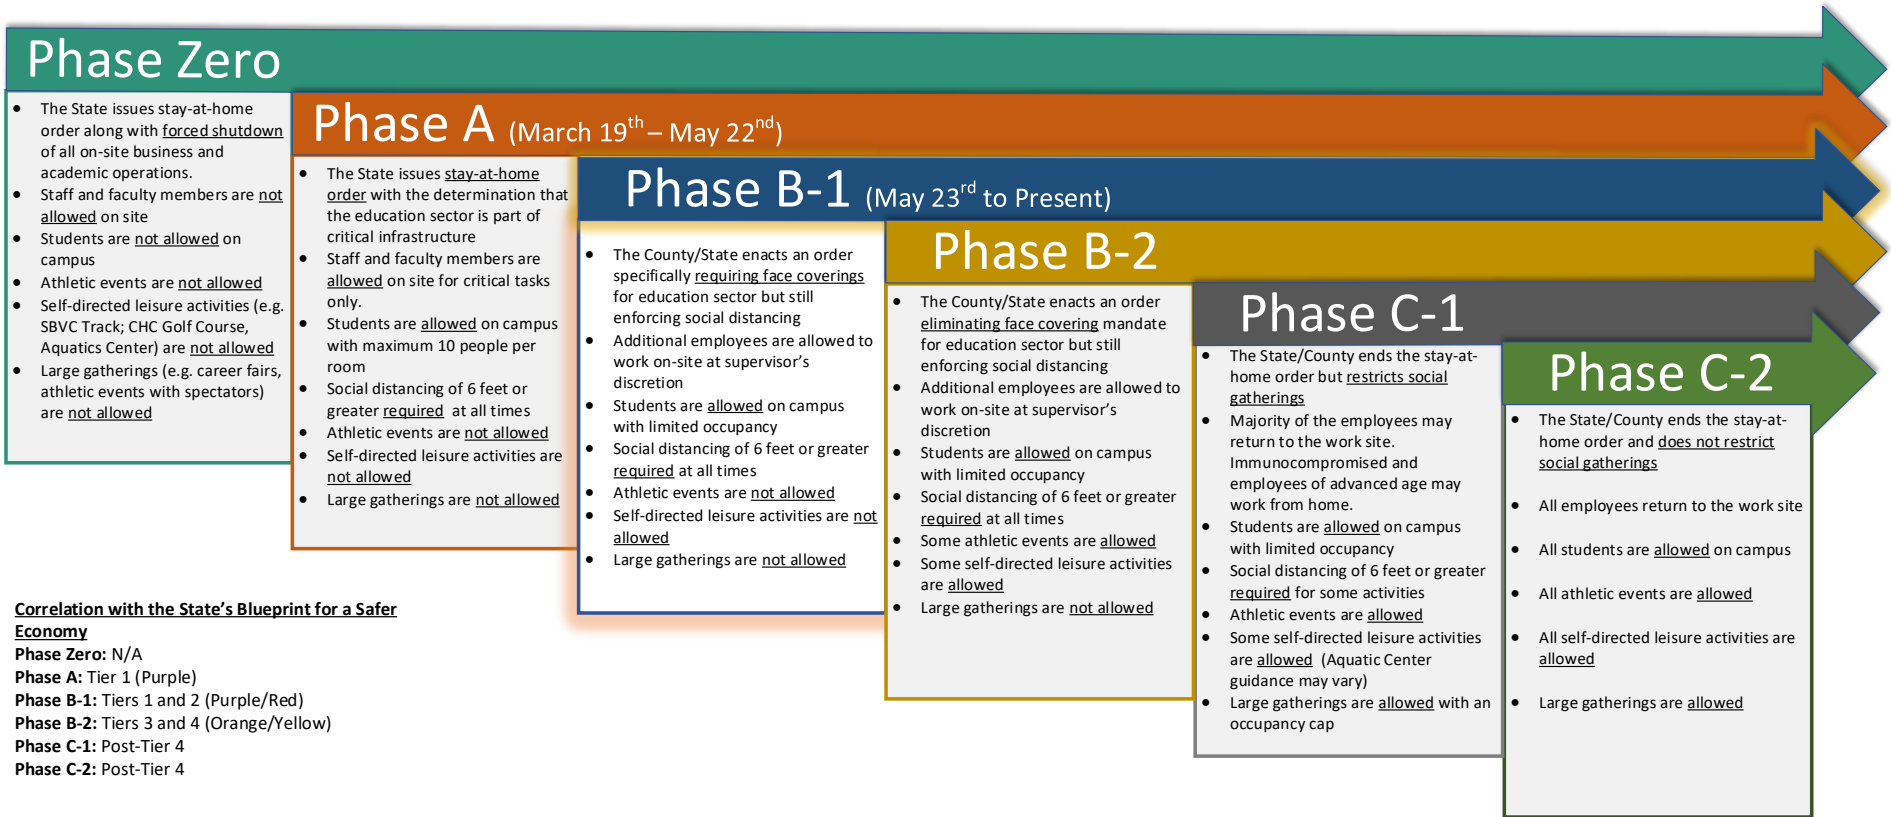 Phase Zero
• The State issues stay-at-home
order along with forced shutdown
of all on-site business and
academic operations.
• Staff and faculty members are not
allowed on site
• Students are not allowed on
campus
• Athletic events are not allowed
• Self-directed leisure activities (e.g.
SBVC Track; CHC Golf Course,
Aquatics Center) are not allowed
• Large gatherings (e.g. career fairs,
athletic events with spectators)
are not allowed
Phase A (March 19th – May 22nd)
• The State issues stay-at-home
order with the determination that
the education sector is part of
critical infrastructure
• Staff and faculty members are
allowed on site for critical tasks
only.
• Students are allowed on campus
with maximum 10 people per
room
• Social distancing of 6 feet or
greater required at all times
• Athletic events are not allowed
• Self-directed leisure activities are
not allowed
• Large gatherings are not allowed
Phase B-1 (May 23rd to Present)
• The County/State enacts an order
specifically requiring face coverings
for education sector but still
enforcing social distancing
• Additional employees are allowed to
work on-site at supervisor’s
discretion
• Students are allowed on campus
with limited occupancy
• Social distancing of 6 feet or greater
required at all times
• Athletic events are not allowed
• Self-directed leisure activities are not
allowed
• Large gatherings are not allowed
Phase B-2
• The County/State enacts an order
eliminating face covering mandate
for education sector but still
enforcing social distancing
• Additional employees are allowed to
work on-site at supervisor’s
discretion
• Students are allowed on campus
with limited occupancy
• Social distancing of 6 feet or greater
required at all times
• Some athletic events are allowed
• Some self-directed leisure activities
are allowed
• Large gatherings are not allowed
Phase C-1
• The State/County ends the stay-at-
home order but restricts social
gatherings
• Majority of the employees may
return to the work site.
Immunocompromised and
employees of advanced age may
work from home.
• Students are allowed on campus
with limited occupancy
• Social distancing of 6 feet or greater
required for some activities
• Athletic events are allowed
• Some self-directed leisure activities
are allowed (Aquatic Center
guidance may vary)
• Large gatherings are allowed with an
occupancy cap
Phase C-2
• The State/County ends the stay-at-
home order and does not restrict
social gatherings
• All employees return to the work site
• All students are allowed on campus
• All athletic events are allowed
• All self-directed leisure activities are
allowed
• Large gatherings are allowed
Correlation with the State’s Blueprint for a Safer
Economy
Phase Zero: N/A
Phase A: Tier 1 (Purple)
Phase B-1: Tiers 1 and 2 (Purple/Red)
Phase B-2: Tiers 3 and 4 (Orange/Yellow)
Phase C-1: Post-Tier 4
Phase C-2: Post-Tier 4